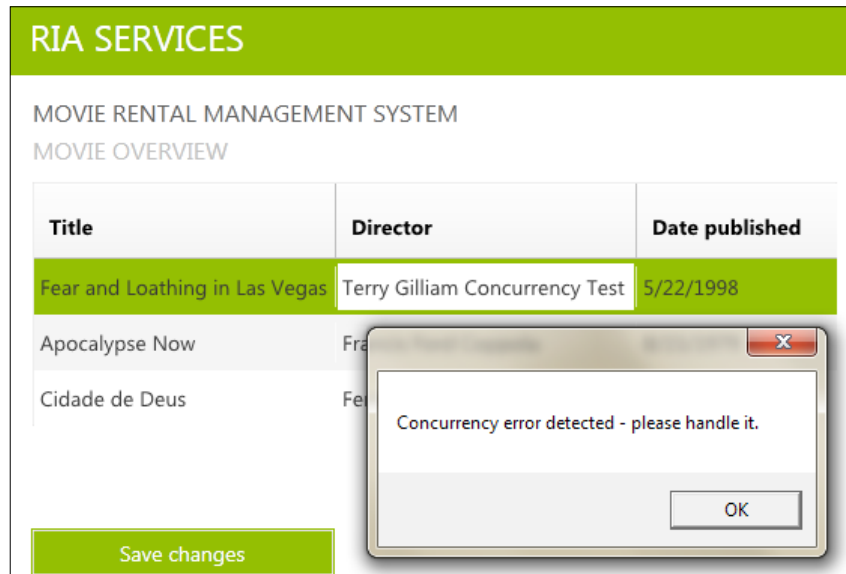 RIA SERVICES
MOVIE RENTAL MANAGEMENT SYSTEM
MOVIE OVERVIEW
Title Director Date published
Fear and Loathing in Las Vegas Terry Gilliam Concurrency Test 5/22/1998
Apocalypse Now
Cidade de Deus
Concurrency error detected - please handle it.
OK
Save changes